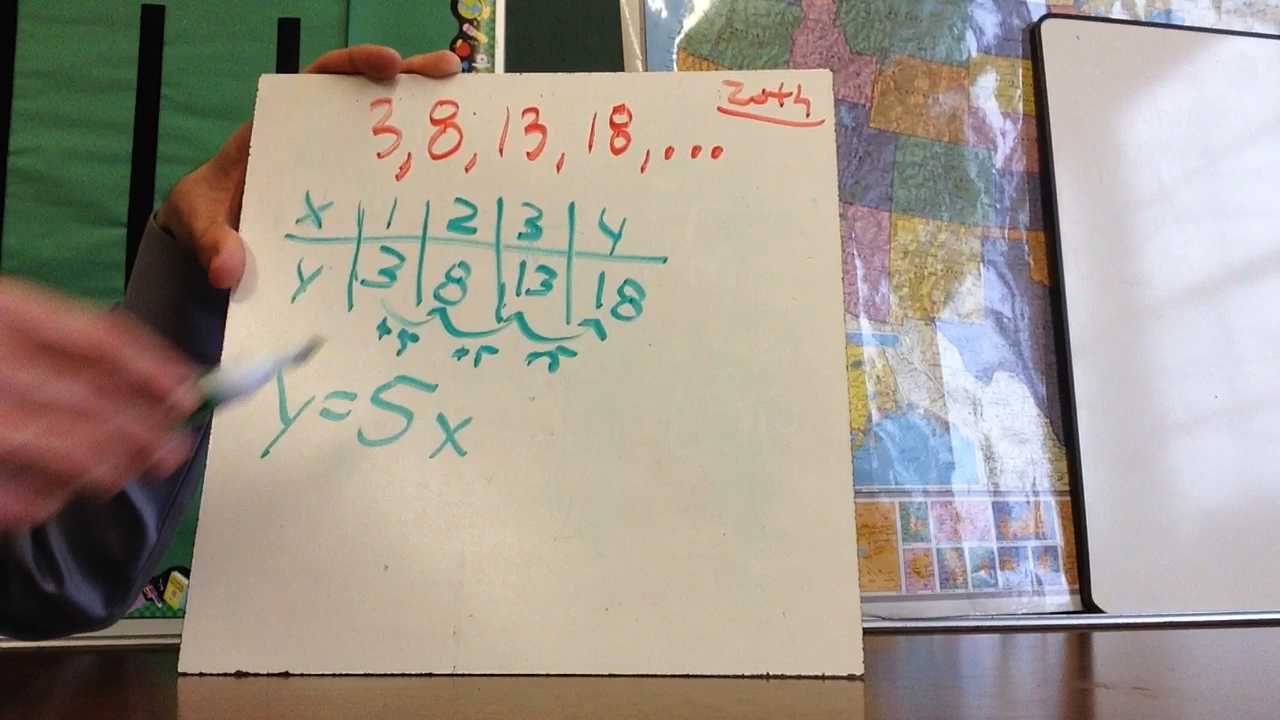 20th
3, 8, 13, 18, ...
x | 1 | 2 | 3 | 4
y | 3 | 8 | 13 | 18
+5 +5 +5
y = 5x